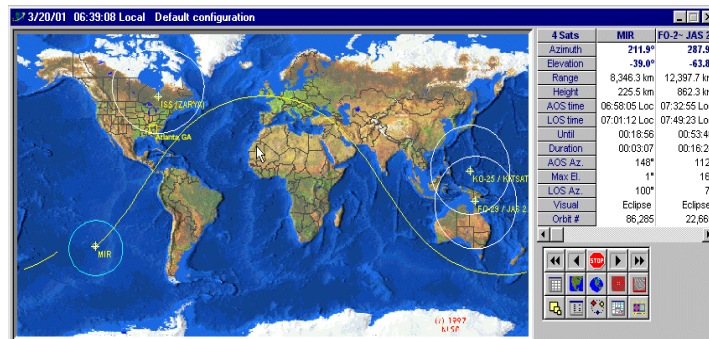 3/20/01 06:39:08 Local Default configuration
ISS (ZARYA)
Atlanta, GA
KO-25 / KITSAT
FO-29 / JAS 2
MIR
(c) 1997
NLSA
4 Sats MIR FO-2~ JAS 2
Azimuth 211.9° 287.9
Elevation -39.0° -63.8
Range 8,346.3 km 12,397.7 km
Height 225.5 km 862.3 km
AOS time 06:58:05 Loc 07:32:55 Loc
LOS time 07:01:12 Loc 07:49:23 Loc
Until 00:18:56 00:53:4
Duration 00:03:07 00:16:2
AOS Az. 148° 112
Max El. 1° 16
LOS Az. 100° 7
Visual Eclipse Eclipse
Orbit # 86,285 22,66
STOP